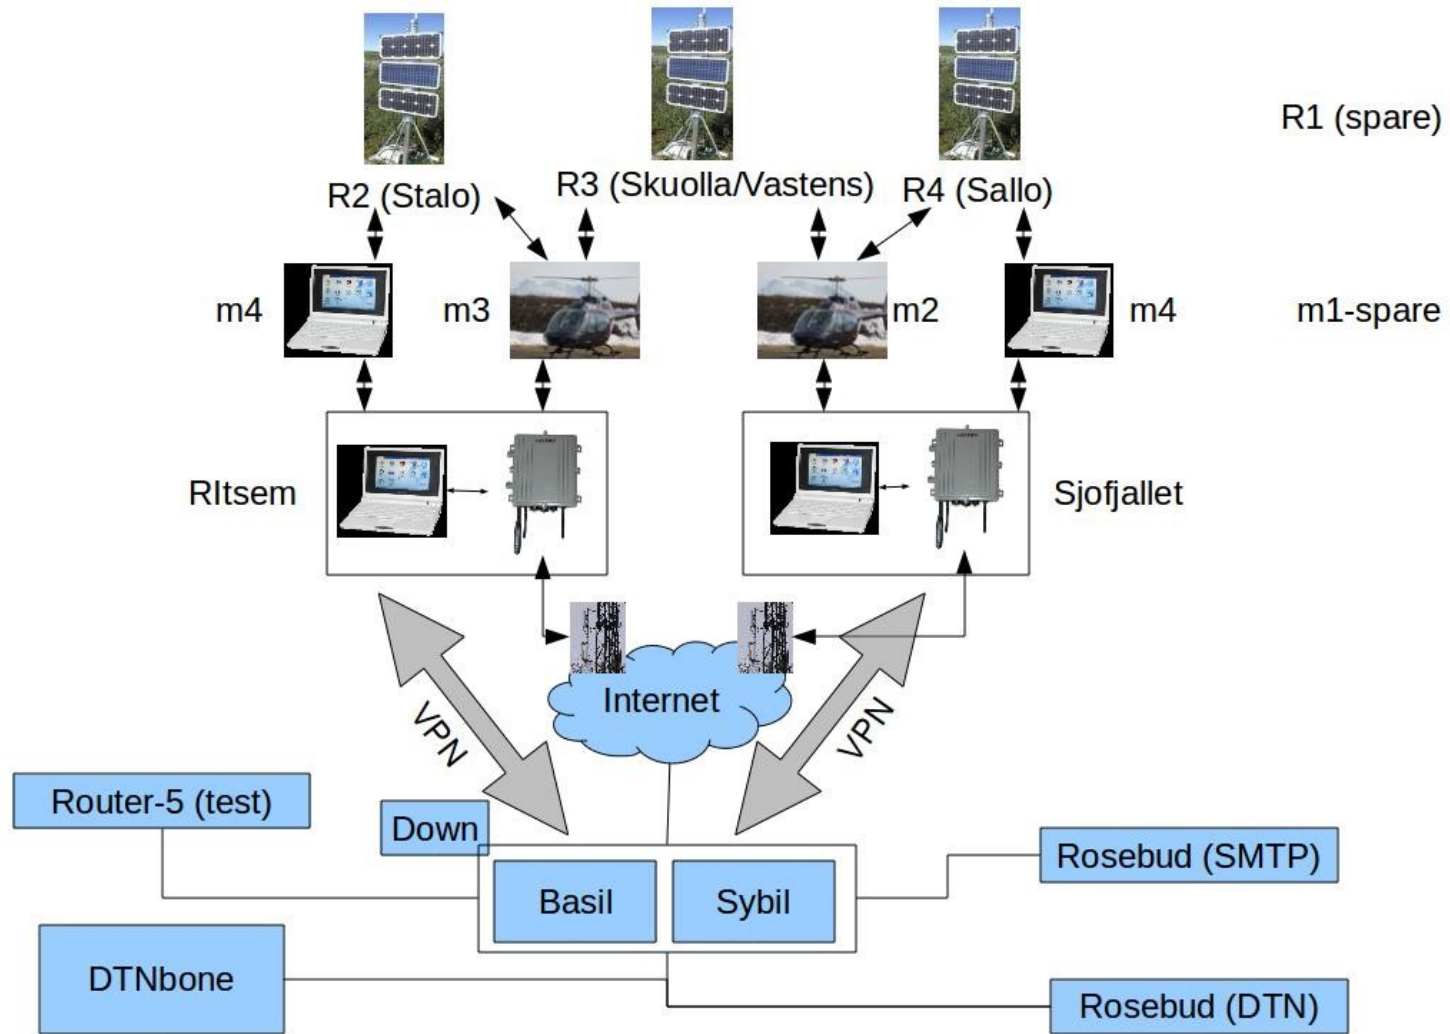 R1 (spare)
R2 (Stalo)
R3 (Skuolla/Vastens)
R4 (Sallo)
m4
m3
m2
m4
m1-spare
RItsem
Sjofjallet
Internet
VPN
VPN
Router-5 (test)
Down
Rosebud (SMTP)
Basil
Sybil
DTNbone
Rosebud (DTN)